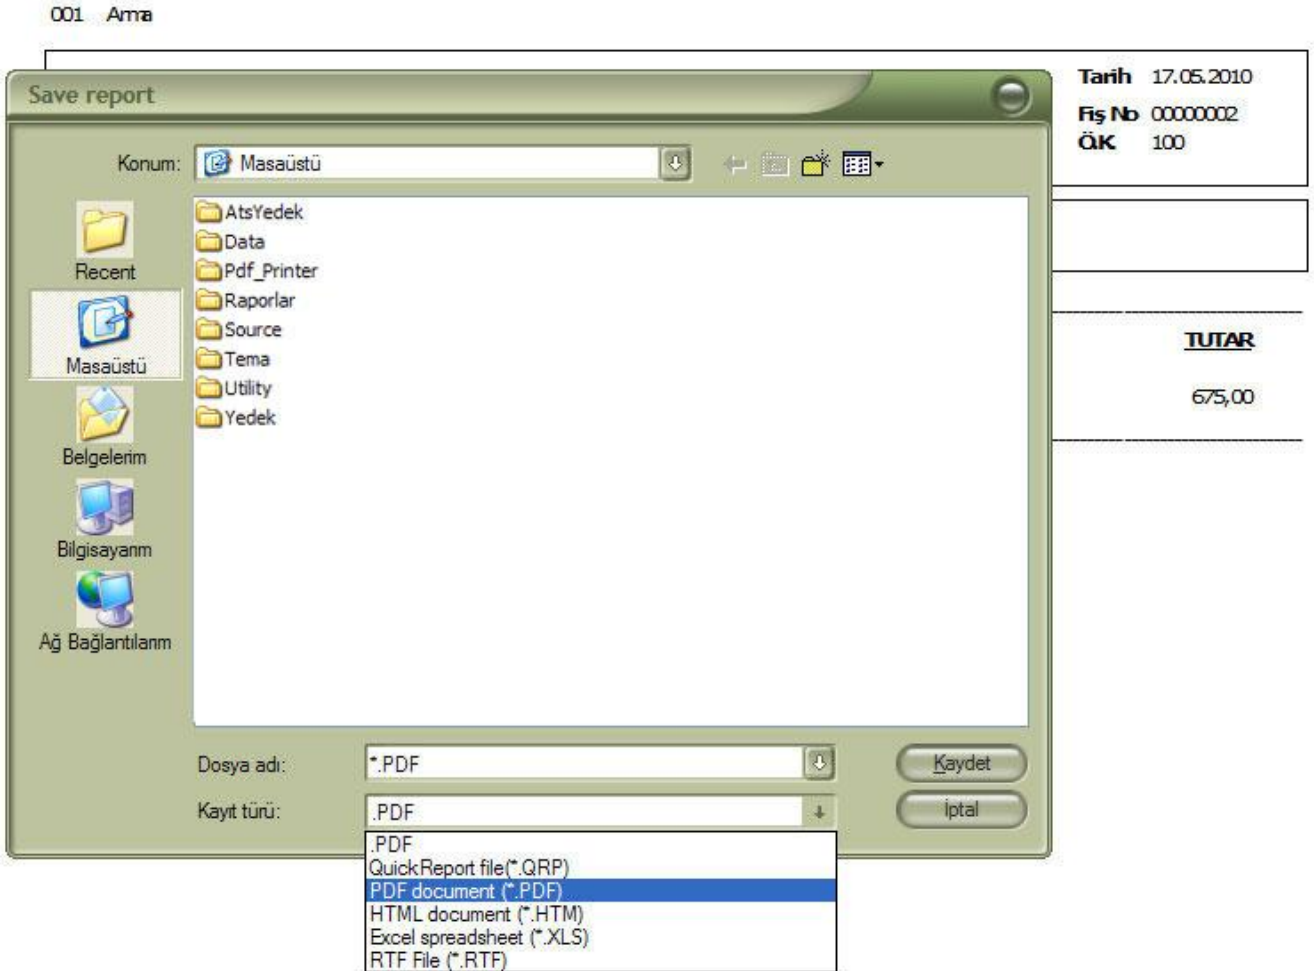 001 Arma
Save report
Tarih 17.05.2010
Fiş No 00000002
Ö.K. 100
Konum: Masaüstü
Recent
Masaüstü
Belgelerim
Bilgisayarım
Ağ Bağlantılarım
AtsYedek
Data
Pdf_Printer
Raporlar
Source
Tema
Utility
Yedek
TUTAR
675,00
Dosya adı: *.PDF
Kaydet
Kayıt türü: .PDF
İptal
.PDF
QuickReport file(*.QRP)
PDF document (*.PDF)
HTML document (*.HTM)
Excel spreadsheet (*.XLS)
RTF File (*.RTF)